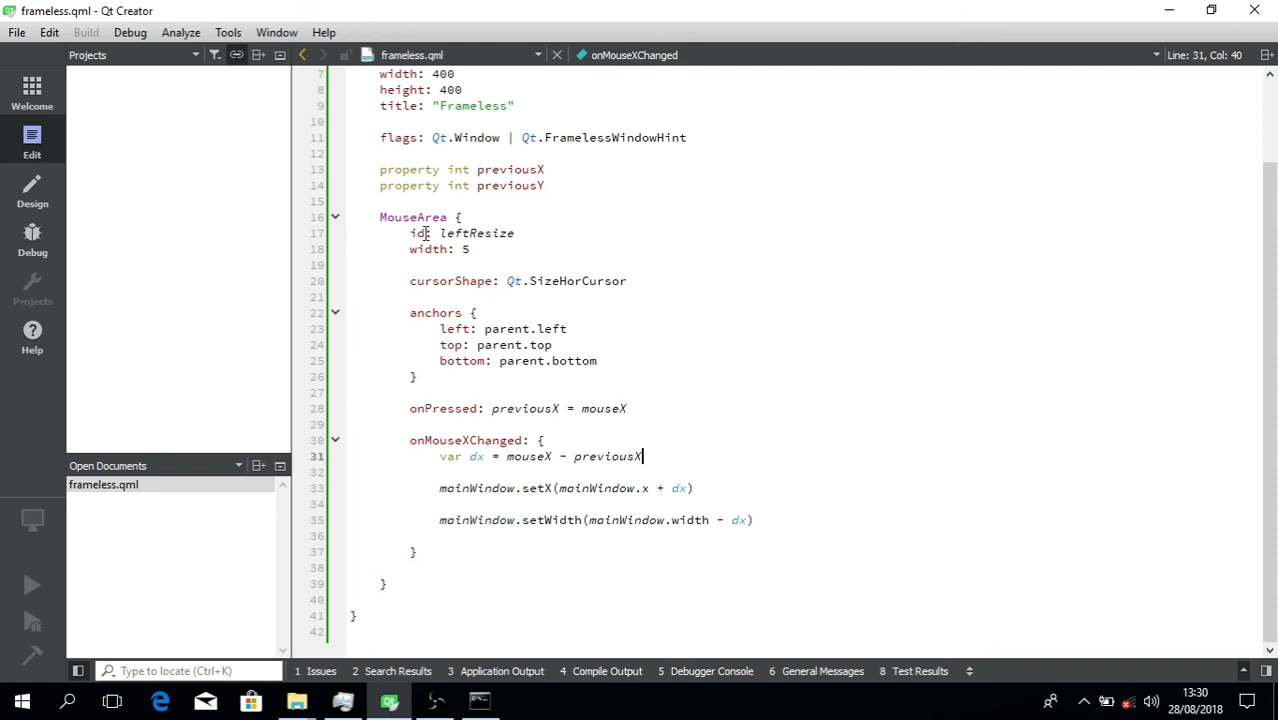 frameless.qml - Qt Creator
File Edit Build Debug Analyze Tools Window Help
Projects frameless.qml onMouseXChanged Line: 31, Col: 40
Welcome
Edit
Design
Debug
Projects
Help
7 width: 400
8 height: 400
9 title: "Frameless"
10
11 flags: Qt.Window | Qt.FramelessWindowHint
12
13 property int previousX
14 property int previousY
15
16 MouseArea {
17 id: leftResize
18 width: 5
19
20 cursorShape: Qt.SizeHorCursor
21
22 anchors {
23 left: parent.left
24 top: parent.top
25 bottom: parent.bottom
26 }
27
28 onPressed: previousX = mouseX
29
30 onMouseXChanged: {
31 var dx = mouseX - previousX
32
33 mainWindow.setX(mainWindow.x + dx)
34
35 mainWindow.setWidth(mainWindow.width - dx)
36
37 }
38
39 }
40
41 }
42
Open Documents
frameless.qml
Type to locate (Ctrl+K) 1 Issues 2 Search Results 3 Application Output 4 Compile Output 5 Debugger Console 6 General Messages 8 Test Results
13:30
28/08/2018